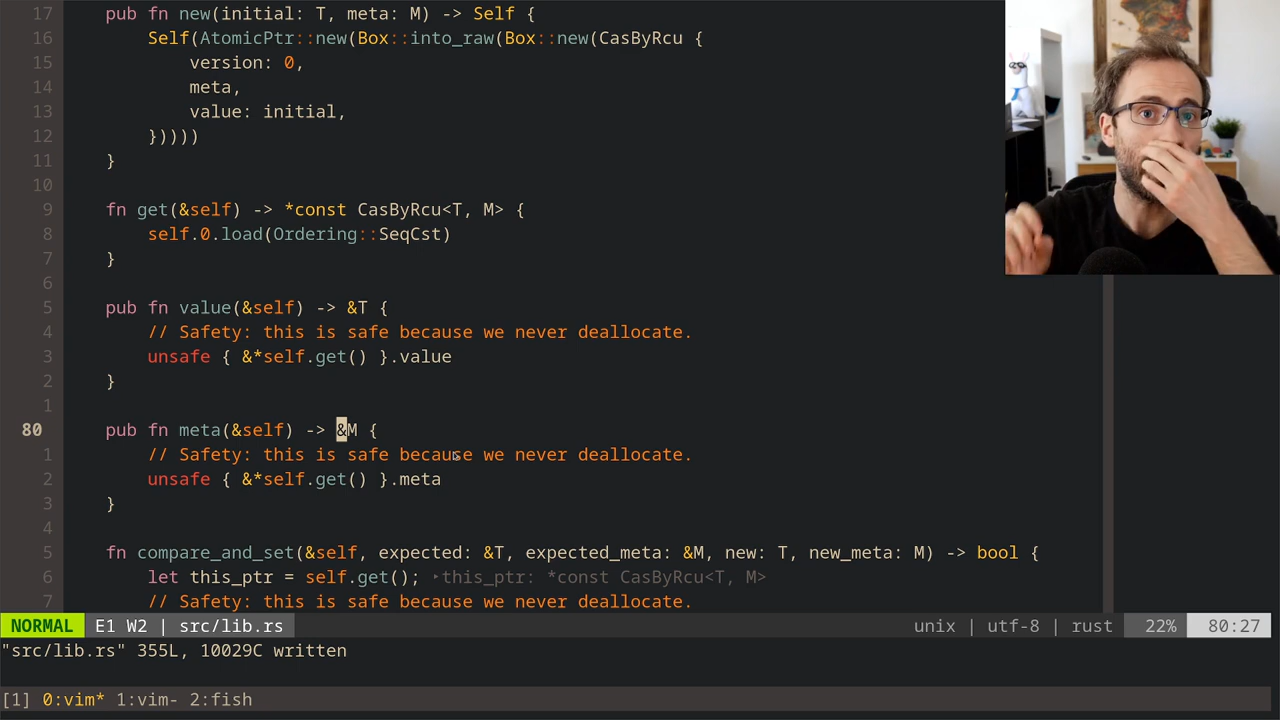 17 pub fn new(initial: T, meta: M) -> Self {
16 Self(AtomicPtr::new(Box::into_raw(Box::new(CasByRcu {
15 version: 0,
14 meta,
13 value: initial,
12 }))))
11 }
10
9 fn get(&self) -> *const CasByRcu<T, M> {
8 self.0.load(Ordering::SeqCst)
7 }
6
5 pub fn value(&self) -> &T {
4 // Safety: this is safe because we never deallocate.
3 unsafe { &*self.get() }.value
2 }
1
80 pub fn meta(&self) -> &M {
1 // Safety: this is safe because we never deallocate.
2 unsafe { &*self.get() }.meta
3 }
4
5 fn compare_and_set(&self, expected: &T, expected_meta: &M, new: T, new_meta: M) -> bool {
6 let this_ptr = self.get(); ‣this_ptr: *const CasByRcu<T, M>
7 // Safety: this is safe because we never deallocate.
NORMAL E1 W2 | src/lib.rs unix | utf-8 | rust 22% 80:27
"src/lib.rs" 355L, 10029C written
[1] 0:vim* 1:vim- 2:fish